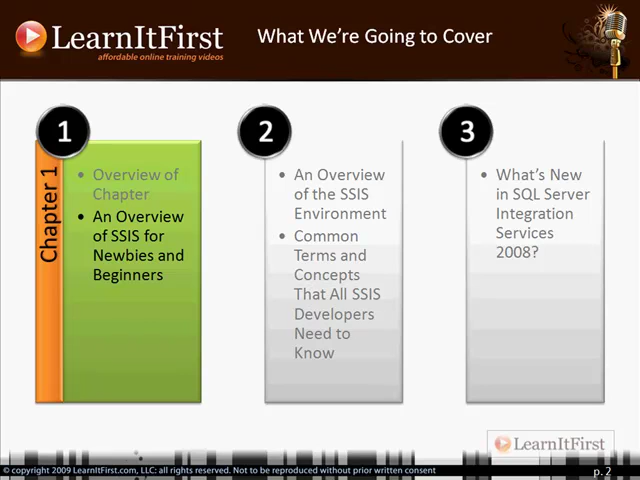 LearnItFirst
affordable online training videos
What We're Going to Cover
1
Chapter 1
• Overview of
Chapter
• An Overview
of SSIS for
Newbies and
Beginners
2
• An Overview
of the SSIS
Environment
• Common
Terms and
Concepts
That All SSIS
Developers
Need to
Know
3
• What's New
in SQL Server
Integration
Services
2008?
LearnItFirst
© copyright 2009 LearnItFirst.com, LLC: all rights reserved. Not to be reproduced without prior written consent
p. 2